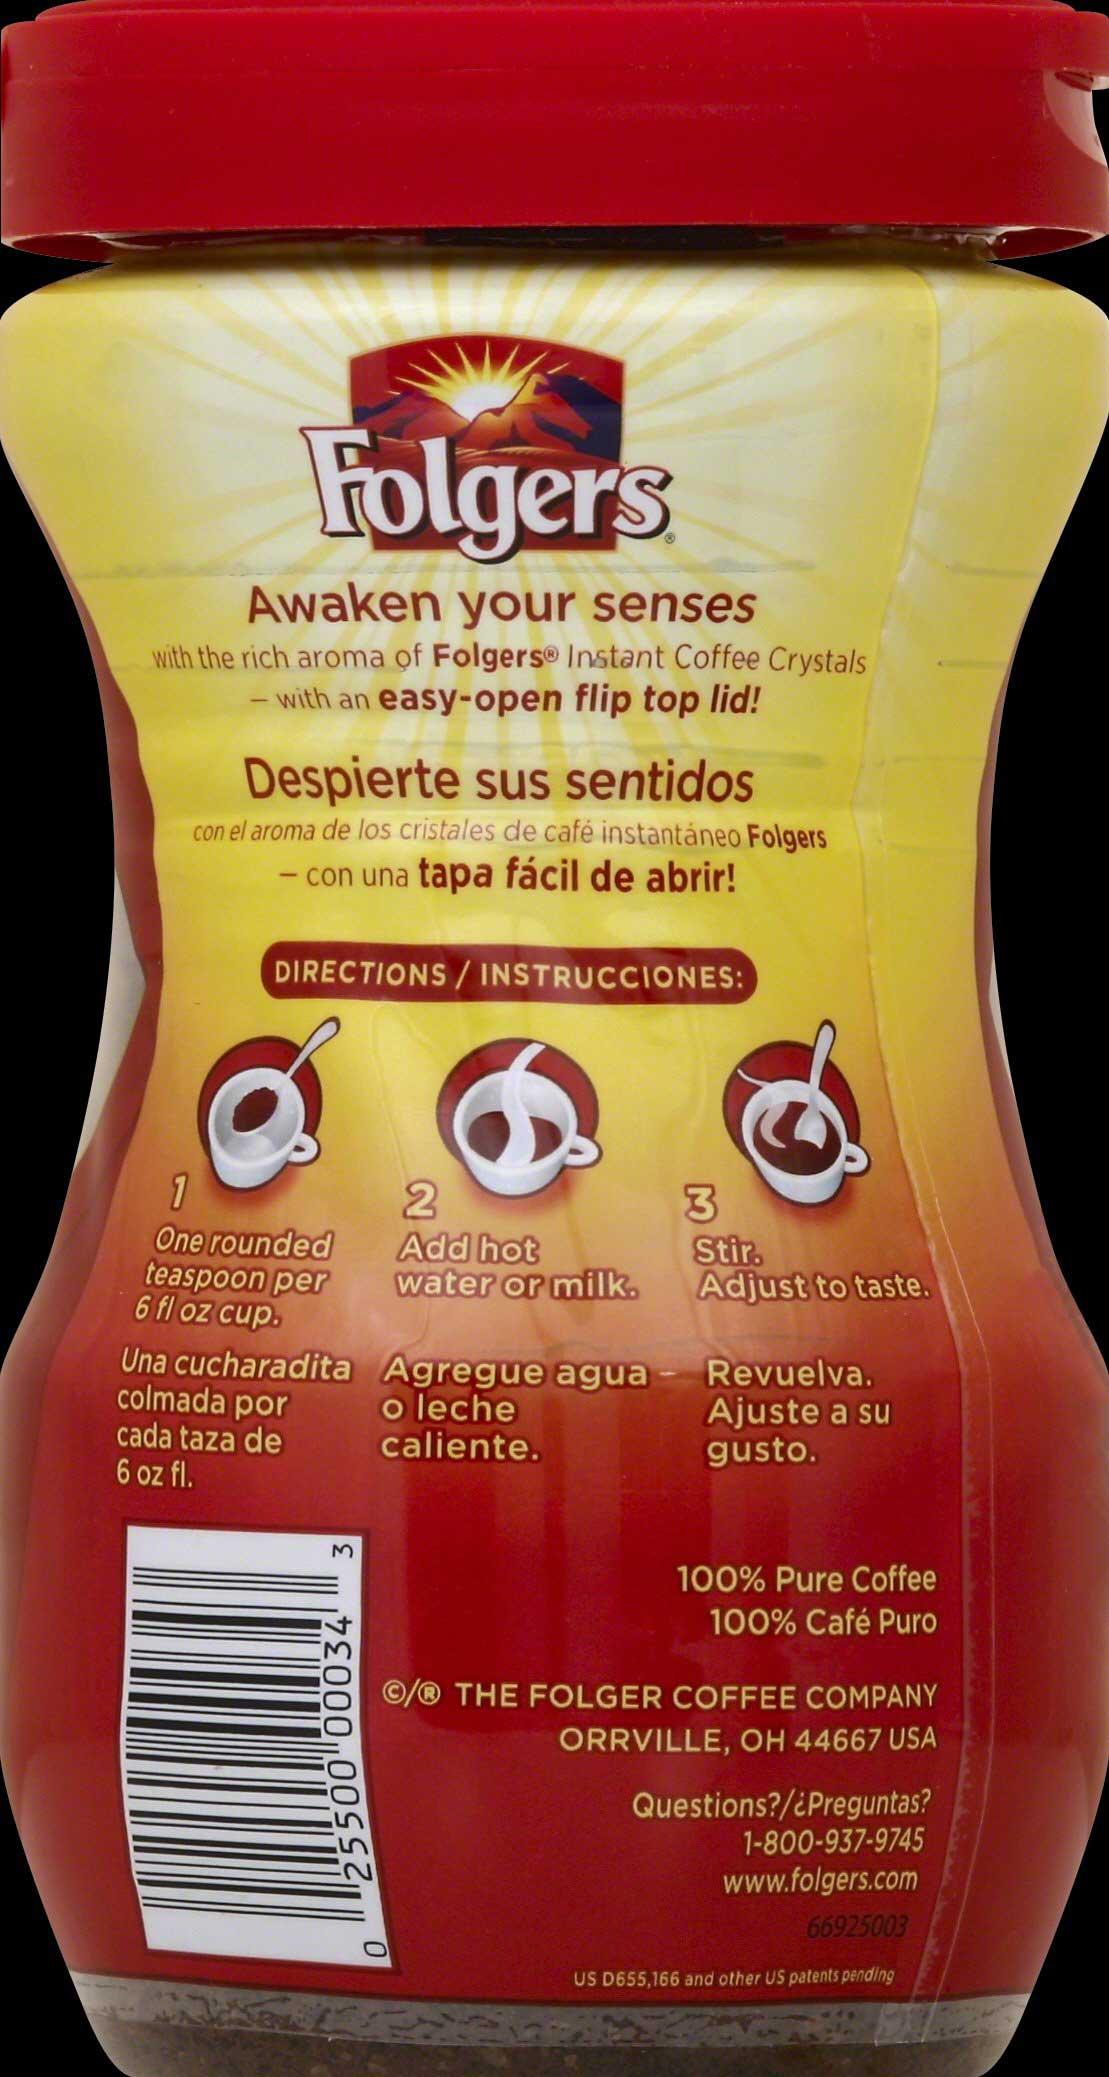 Folgers®
Awaken your senses
with the rich aroma of Folgers® Instant Coffee Crystals
– with an easy-open flip top lid!
Despierte sus sentidos
con el aroma de los cristales de café instantáneo Folgers
– con una tapa fácil de abrir!
DIRECTIONS / INSTRUCCIONES:
1
One rounded
teaspoon per
6 fl oz cup.
Una cucharadita
colmada por
cada taza de
6 oz fl.
2
Add hot
water or milk.
Agregue agua
o leche
caliente.
3
Stir.
Adjust to taste.
Revuelva.
Ajuste a su
gusto.
0 25500 00034 3
100% Pure Coffee
100% Café Puro
©/® THE FOLGER COFFEE COMPANY
ORRVILLE, OH 44667 USA
Questions?/¿Preguntas?
1-800-937-9745
www.folgers.com
66925003
US D655,166 and other US patents pending